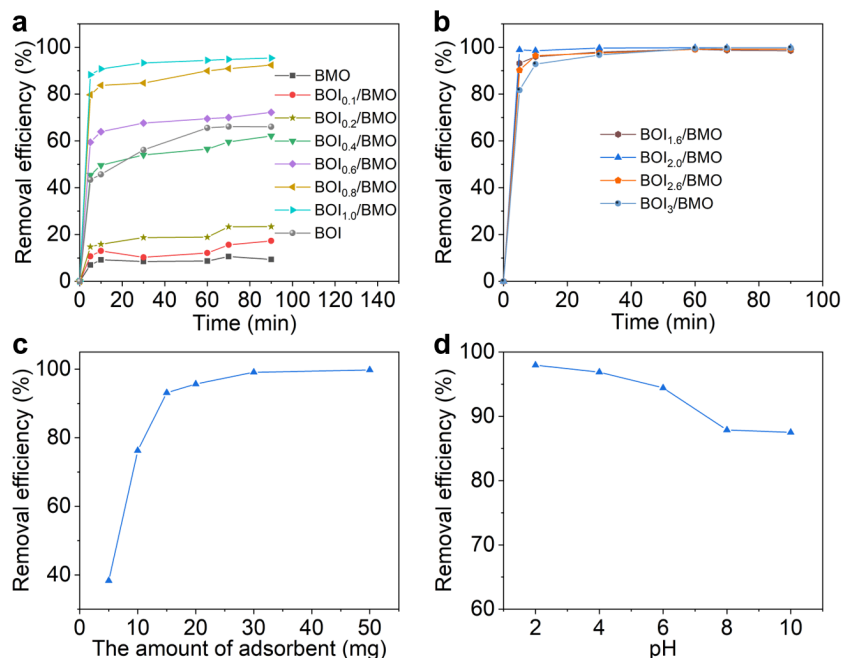 a
Removal efficiency (%)
100
80
60
40
20
0
0 20 40 60 80 100 120 140
Time (min)
BMO
BOI0.1/BMO
BOI0.2/BMO
BOI0.4/BMO
BOI0.6/BMO
BOI0.8/BMO
BOI1.0/BMO
BOI
b
Removal efficiency (%)
100
80
60
40
20
0
0 20 40 60 80 100
Time (min)
BOI1.6/BMO
BOI2.0/BMO
BOI2.6/BMO
BOI3/BMO
c
Removal efficiency (%)
100
80
60
40
0 10 20 30 40 50
The amount of adsorbent (mg)
d
Removal efficiency (%)
100
90
80
70
60
2 4 6 8 10
pH